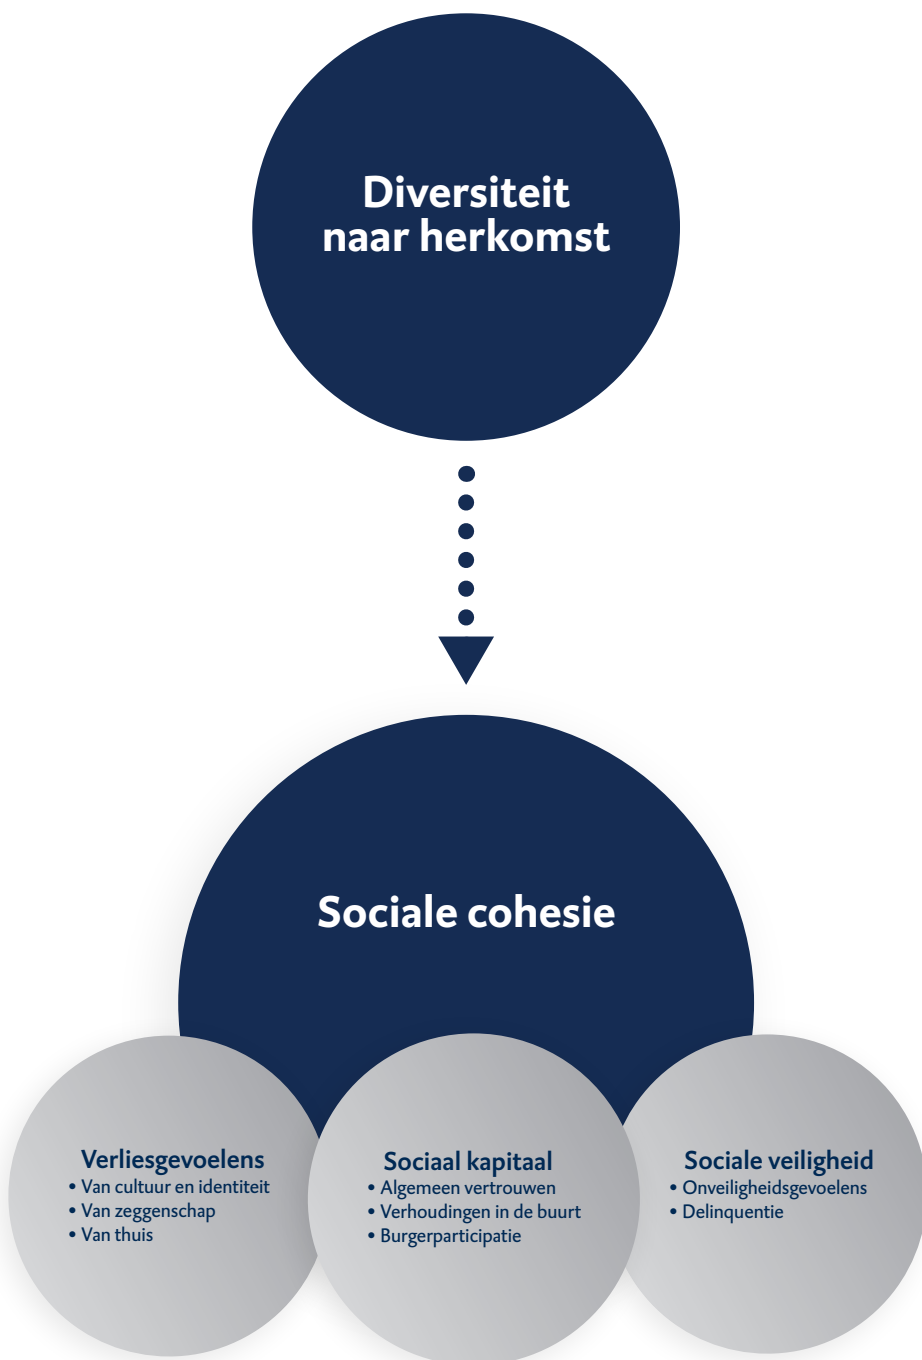 Diversiteit
naar herkomst
Sociale cohesie
Verliesgevoelens
• Van cultuur en identiteit
• Van zeggenschap
• Van thuis
Sociaal kapitaal
• Algemeen vertrouwen
• Verhoudingen in de buurt
• Burgerparticipatie
Sociale veiligheid
• Onveiligheidsgevoelens
• Delinquentie